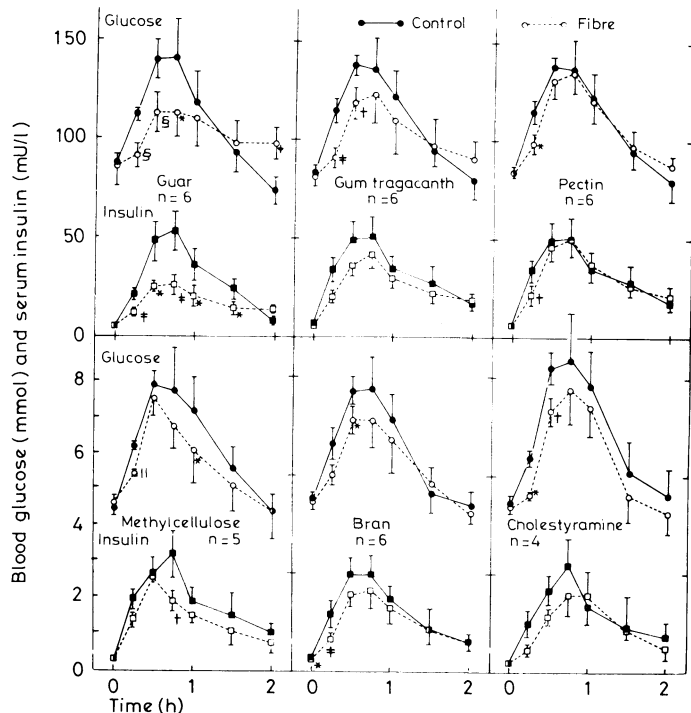 Control
Fibre
Blood glucose (mmol) and serum insulin (mU/l)
150
100
50
0
Glucose
§
§
*
*
Guar
n=6
Insulin
‡
*
‡
*
*
‡
†
Gum tragacanth
n=6
*
Pectin
n=6
†
8
6
4
2
0
Glucose
||
*
Methylcellulose
Insulin
n=5
†
*
Bran
n=6
*
‡
†
*
Cholestyramine
n=4
0
1
2
0
1
2
0
1
2
Time (h)